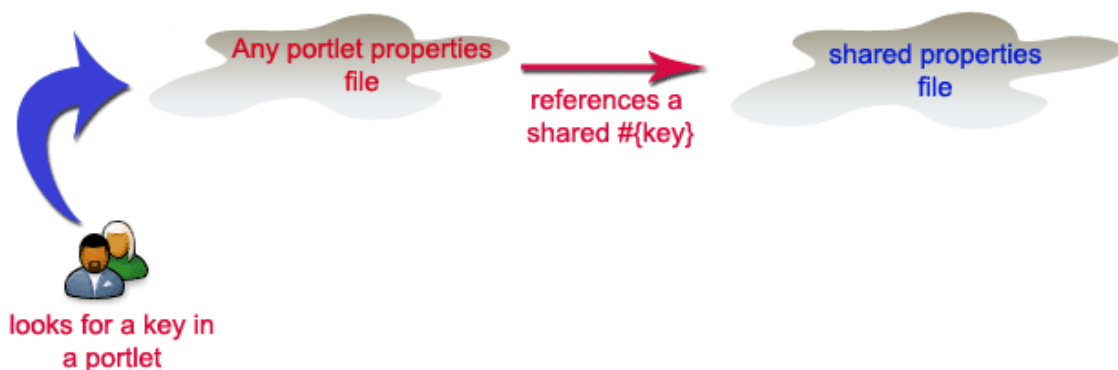 Any portlet properties
file
references a
shared #{key}
shared properties
file
looks for a key in
a portlet